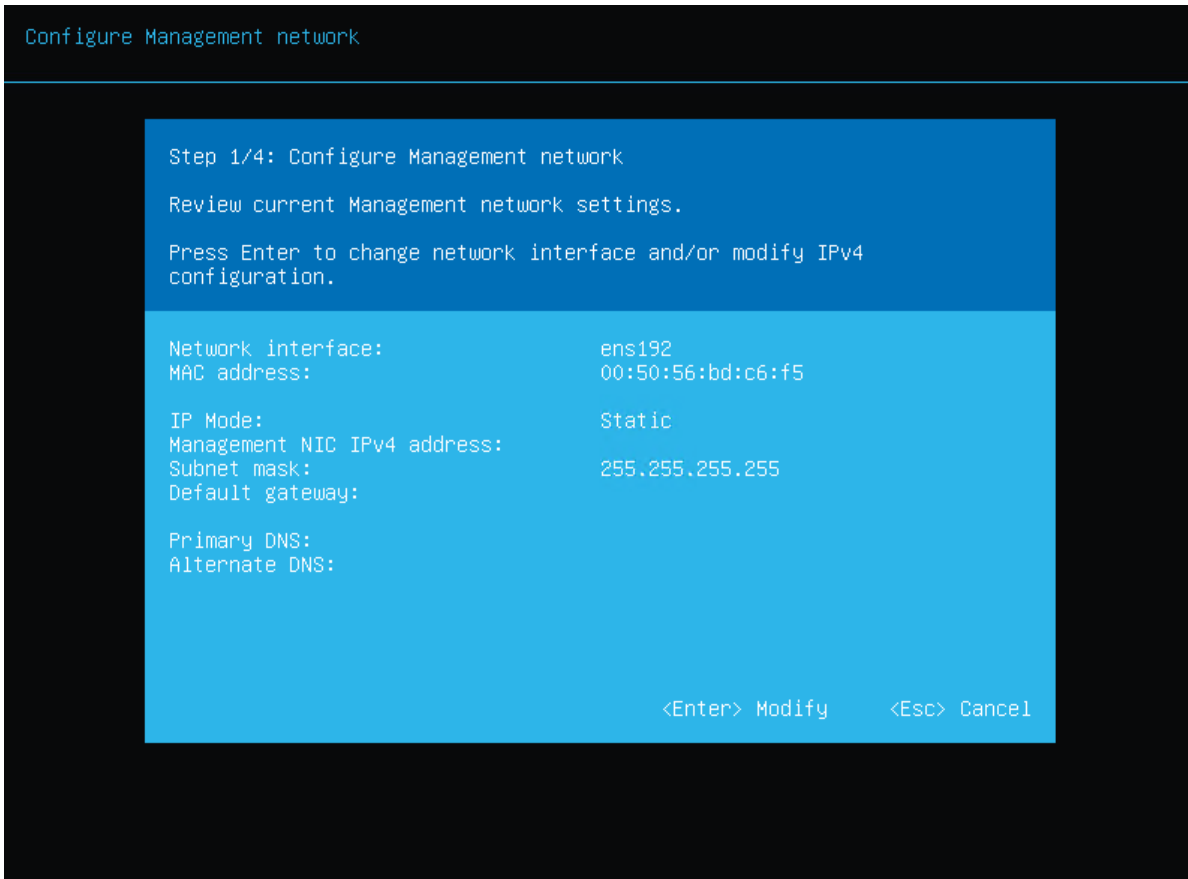 Configure Management network
Step 1/4: Configure Management network
Review current Management network settings.
Press Enter to change network interface and/or modify IPv4
configuration.
Network interface: ens192
MAC address: 00:50:56:bd:c6:f5
IP Mode: Static
Management NIC IPv4 address:
Subnet mask: 255.255.255.255
Default gateway:
Primary DNS:
Alternate DNS:
<Enter> Modify <Esc> Cancel